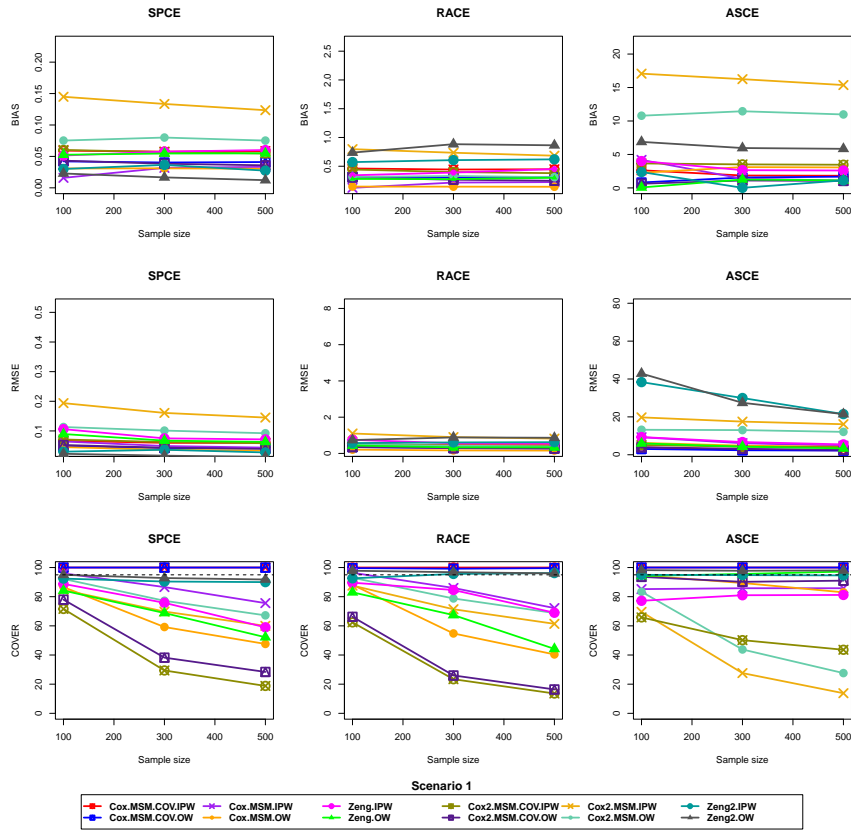 SPCE RACE ASCE
BIAS
0.00 0.05 0.10 0.15 0.20
100 200 300 400 500
Sample size
BIAS
0.5 1.0 1.5 2.0 2.5
100 200 300 400 500
Sample size
BIAS
0 5 10 15 20
100 200 300 400 500
Sample size
SPCE RACE ASCE
RMSE
0.1 0.2 0.3 0.4 0.5
100 200 300 400 500
Sample size
RMSE
0 2 4 6 8
100 200 300 400 500
Sample size
RMSE
0 20 40 60 80
100 200 300 400 500
Sample size
SPCE RACE ASCE
COVER
0 20 40 60 80 100
100 200 300 400 500
Sample size
COVER
0 20 40 60 80 100
100 200 300 400 500
Sample size
COVER
0 20 40 60 80 100
100 200 300 400 500
Sample size
Scenario 1
Cox.MSM.COV.IPW Cox.MSM.IPW Zeng.IPW Cox2.MSM.COV.IPW Cox2.MSM.IPW Zeng2.IPW
Cox.MSM.COV.OW Cox.MSM.OW Zeng.OW Cox2.MSM.COV.OW Cox2.MSM.OW Zeng2.OW